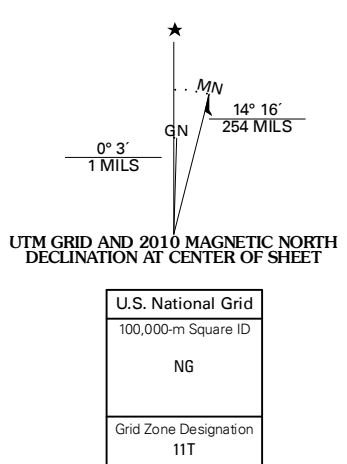 MN
14° 16´
254 MILS
GN
0° 3´
1 MILS
UTM GRID AND 2010 MAGNETIC NORTH
DECLINATION AT CENTER OF SHEET
U.S. National Grid
100,000-m Square ID
NG
Grid Zone Designation
11T